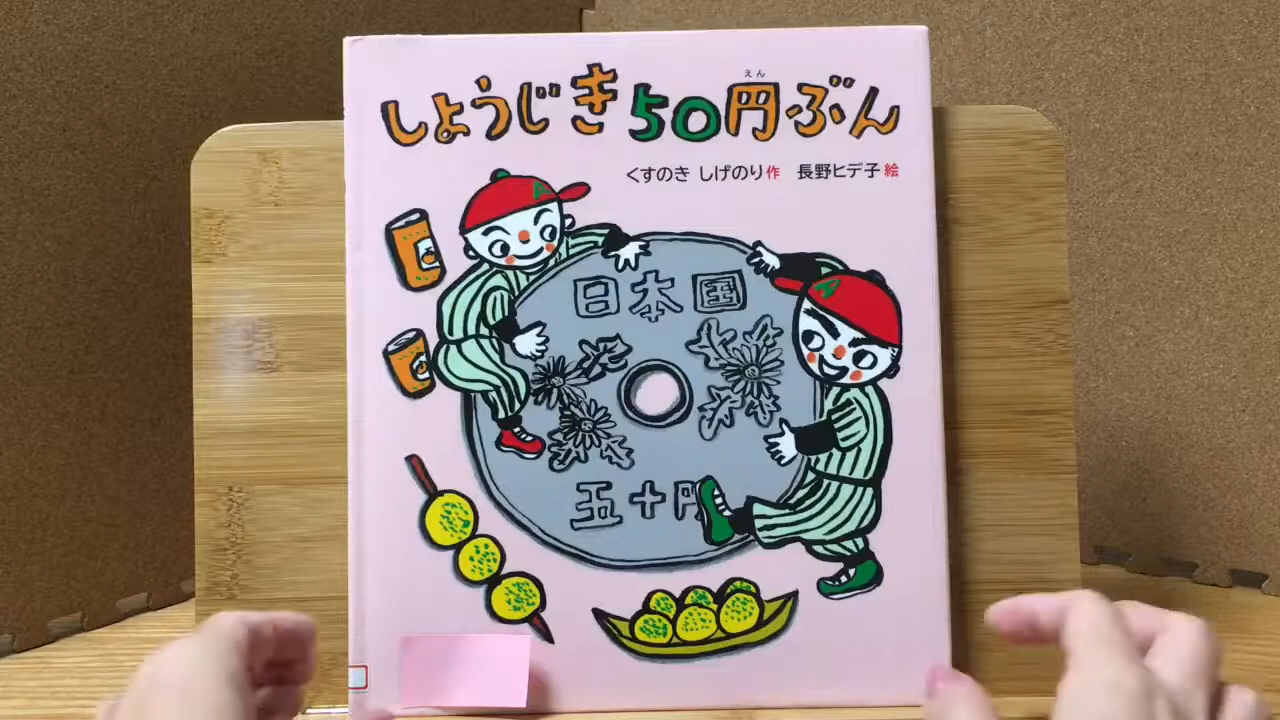 えん
しょうじき50円ぶん
くすのき しげのり作 長野ヒデ子絵
日本国
五十円